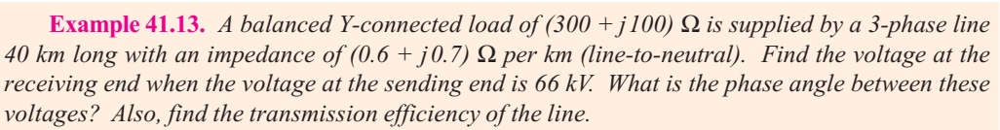 Example 41.13. A balanced Y-connected load of (300 + j100) Ω is supplied by a 3-phase line
40 km long with an impedance of (0.6 + j0.7) Ω per km (line-to-neutral). Find the voltage at the
receiving end when the voltage at the sending end is 66 kV. What is the phase angle between these
voltages? Also, find the transmission efficiency of the line.